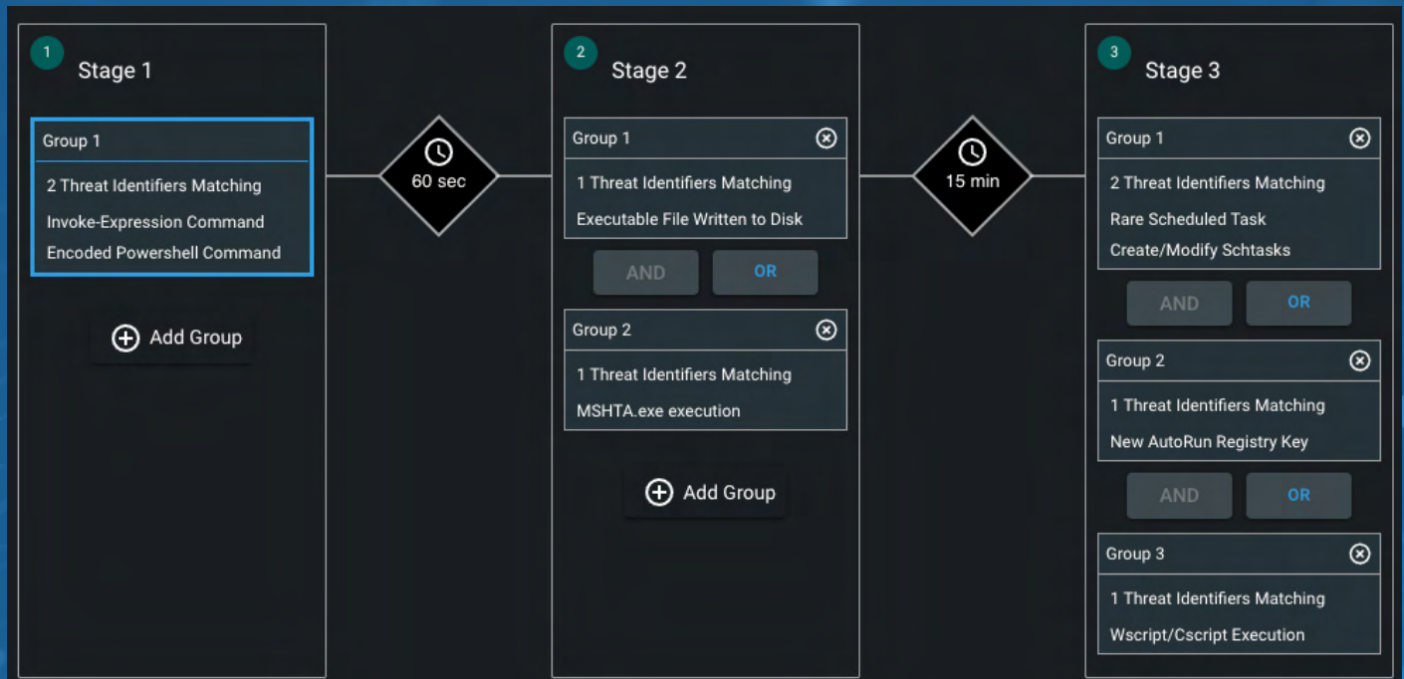 1
Stage 1
Group 1
2 Threat Identifiers Matching
Invoke-Expression Command
Encoded Powershell Command
Add Group
60 sec
2
Stage 2
Group 1
1 Threat Identifiers Matching
Executable File Written to Disk
AND OR
Group 2
1 Threat Identifiers Matching
MSHTA.exe execution
Add Group
15 min
3
Stage 3
Group 1
2 Threat Identifiers Matching
Rare Scheduled Task
Create/Modify Schtasks
AND OR
Group 2
1 Threat Identifiers Matching
New AutoRun Registry Key
AND OR
Group 3
1 Threat Identifiers Matching
Wscript/Cscript Execution